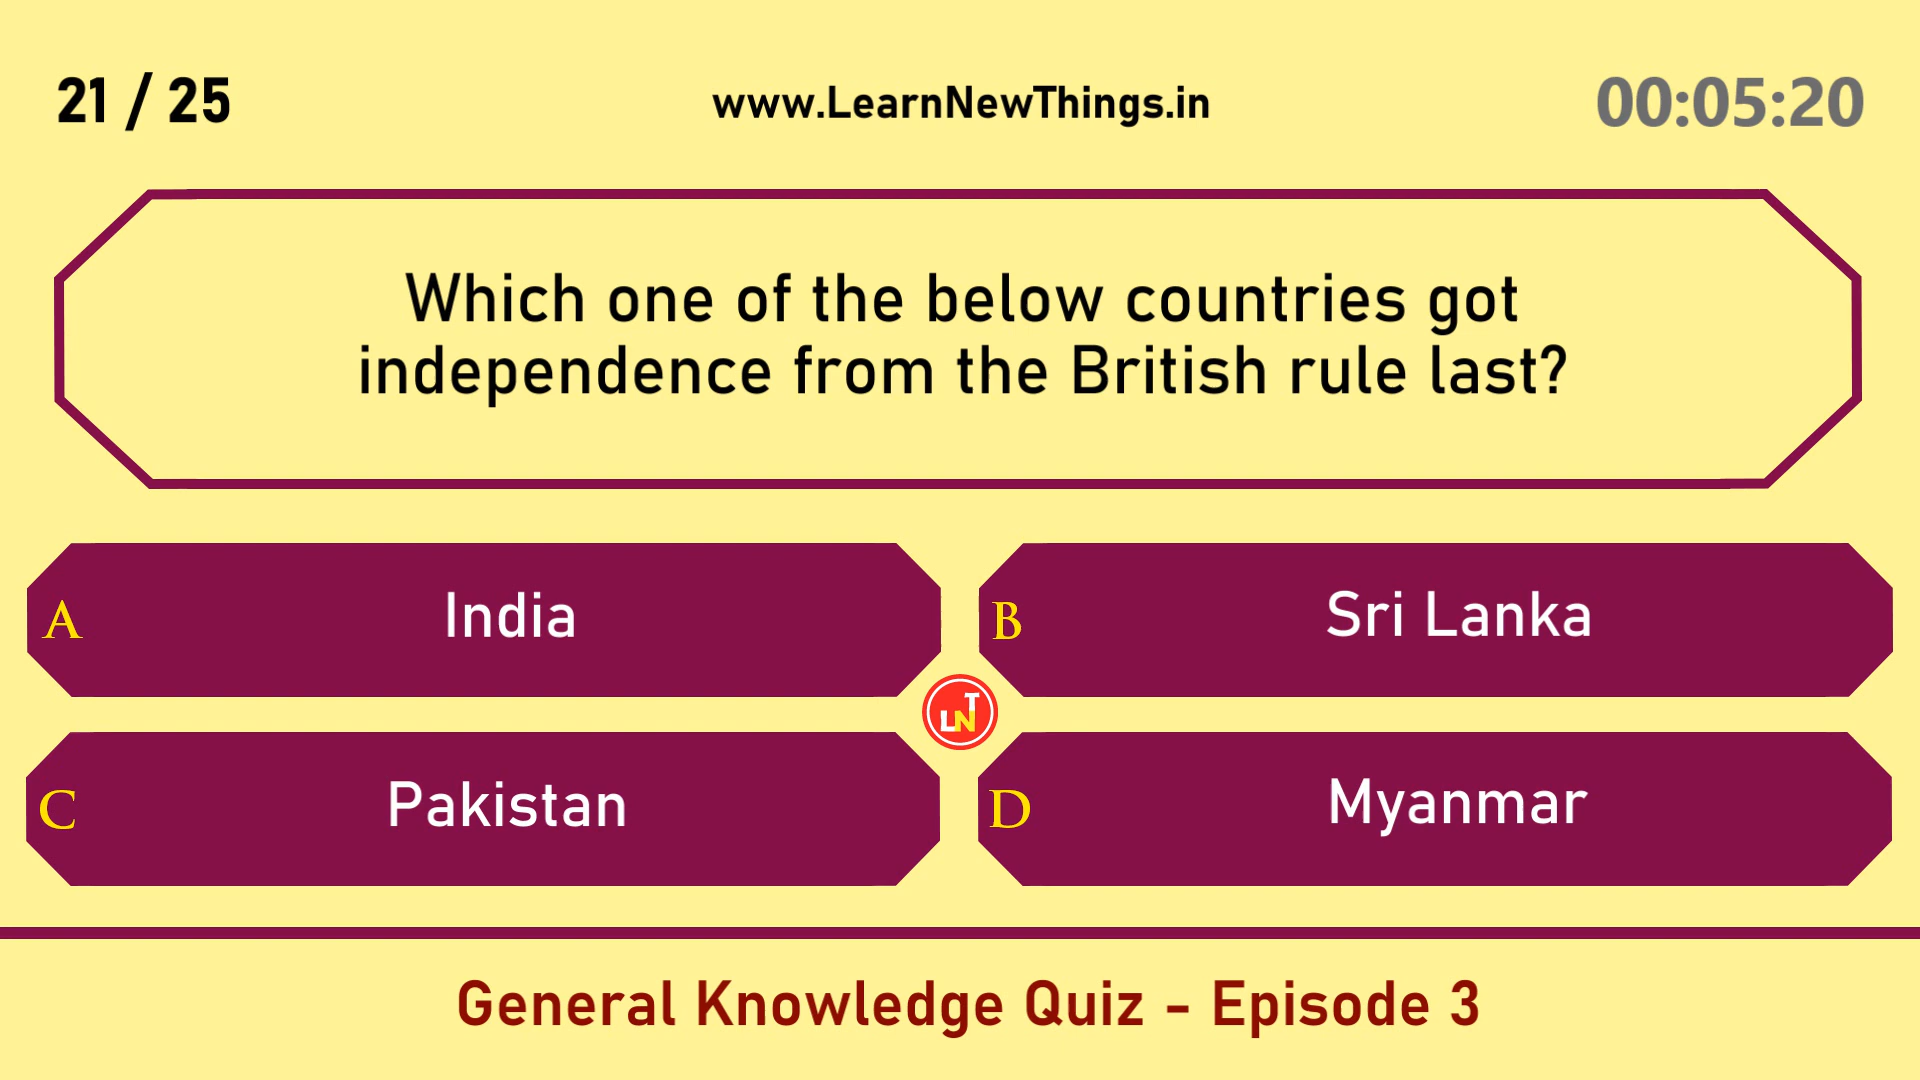 21 / 25
www.LearnNewThings.in
00:05:20
Which one of the below countries got
independence from the British rule last?
A India
B Sri Lanka
LNT
C Pakistan
D Myanmar
General Knowledge Quiz - Episode 3